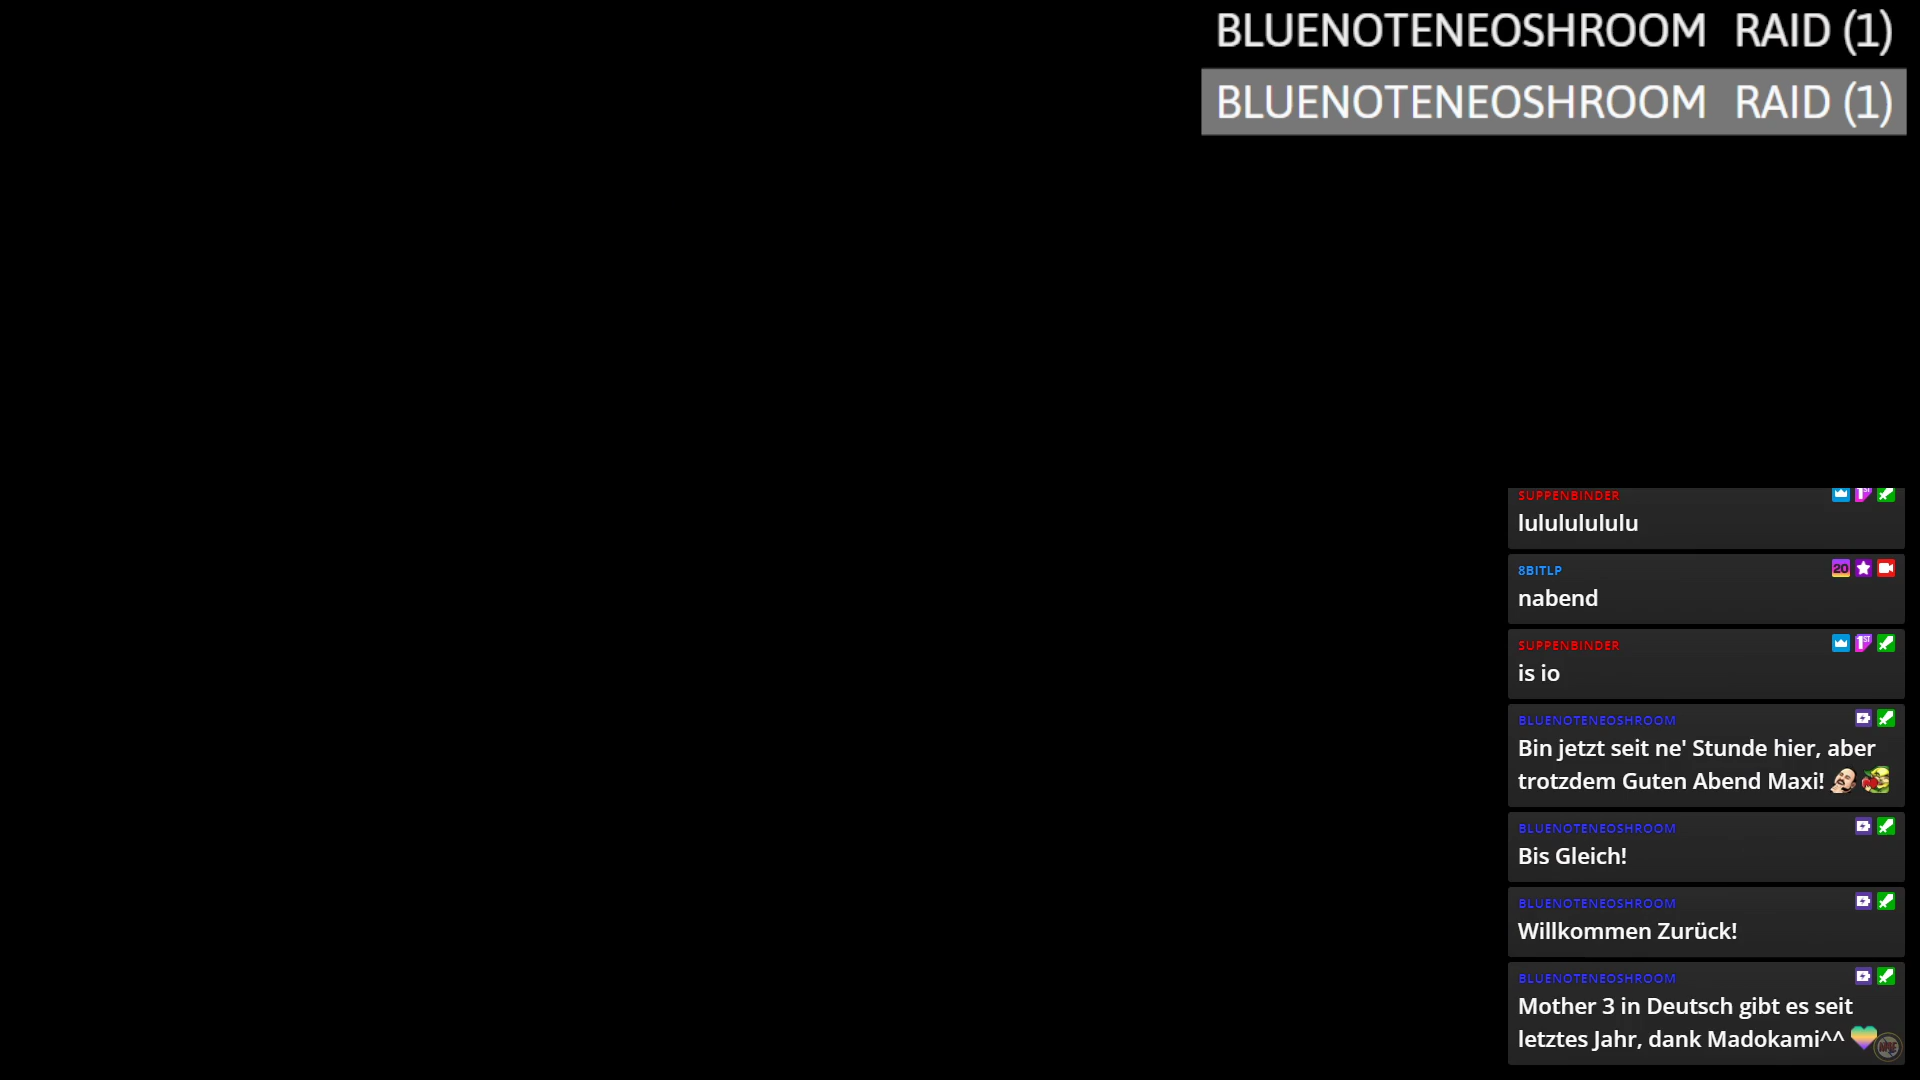 BLUENOTENEOSHROOM RAID (1)
BLUENOTENEOSHROOM RAID (1)
SUPPENBINDER
lulululululu
8BITLP
20
nabend
SUPPENBINDER
1ST
is io
BLUENOTENEOSHROOM
Bin jetzt seit ne' Stunde hier, aber
trotzdem Guten Abend Maxi!
BLUENOTENEOSHROOM
Bis Gleich!
BLUENOTENEOSHROOM
Willkommen Zurück!
BLUENOTENEOSHROOM
Mother 3 in Deutsch gibt es seit
letztes Jahr, dank Madokami^^